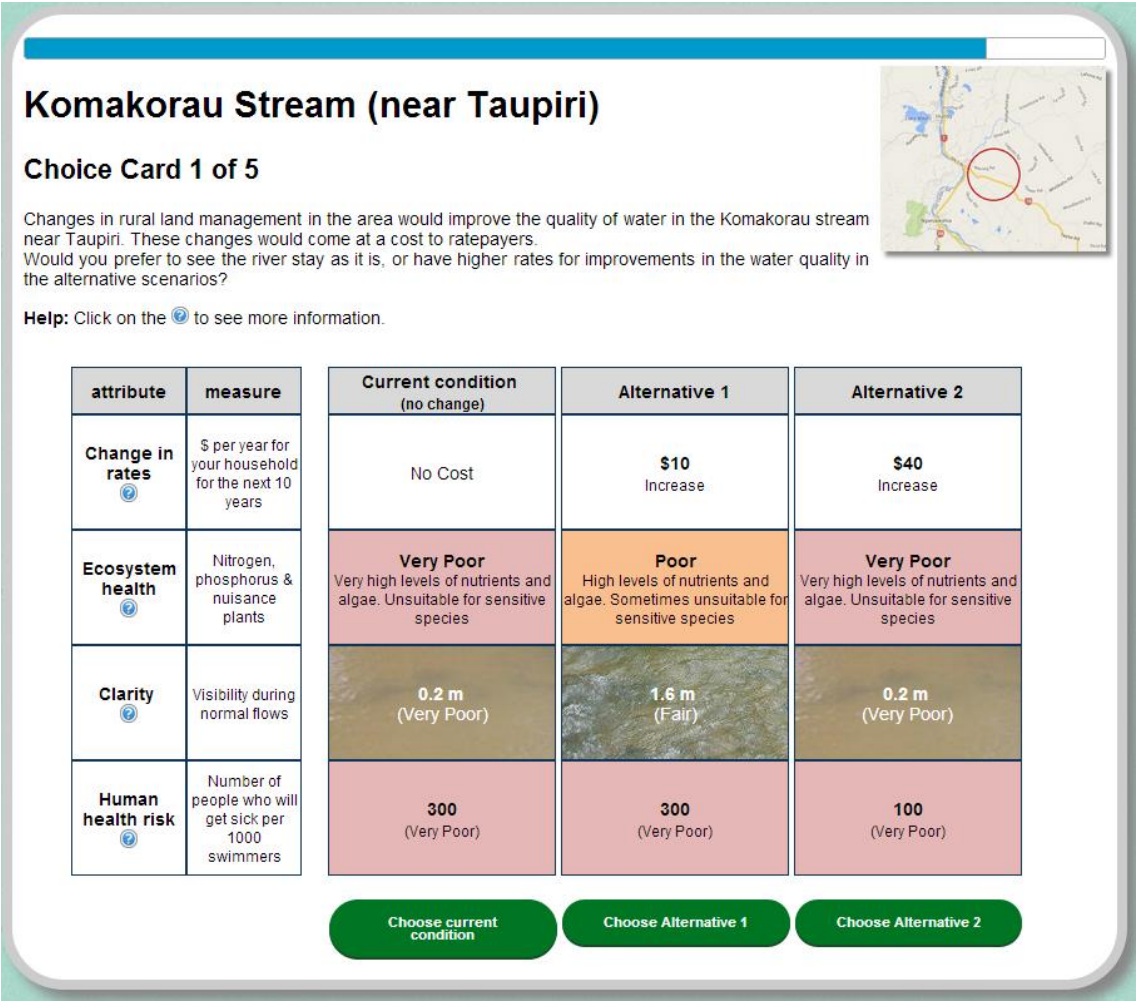 Komakorau Stream (near Taupiri)
Choice Card 1 of 5
Changes in rural land management in the area would improve the quality of water in the Komakorau stream
near Taupiri. These changes would come at a cost to ratepayers.
Would you prefer to see the river stay as it is, or have higher rates for improvements in the water quality in
the alternative scenarios?
Help: Click on the ? to see more information.
attribute
measure
Current condition
(no change)
Alternative 1
Alternative 2
Change in
rates
?
$ per year for
your household
for the next 10
years
No Cost
$10
Increase
$40
Increase
Ecosystem
health
?
Nitrogen,
phosphorus &
nuisance
plants
Very Poor
Very high levels of nutrients and
algae. Unsuitable for sensitive
species
Poor
High levels of nutrients and
algae. Sometimes unsuitable for
sensitive species
Very Poor
Very high levels of nutrients and
algae. Unsuitable for sensitive
species
Clarity
?
Visibility during
normal flows
0.2 m
(Very Poor)
1.6 m
(Fair)
0.2 m
(Very Poor)
Human
health risk
?
Number of
people who will
get sick per
1000
swimmers
300
(Very Poor)
300
(Very Poor)
100
(Very Poor)
Choose current
condition
Choose Alternative 1
Choose Alternative 2